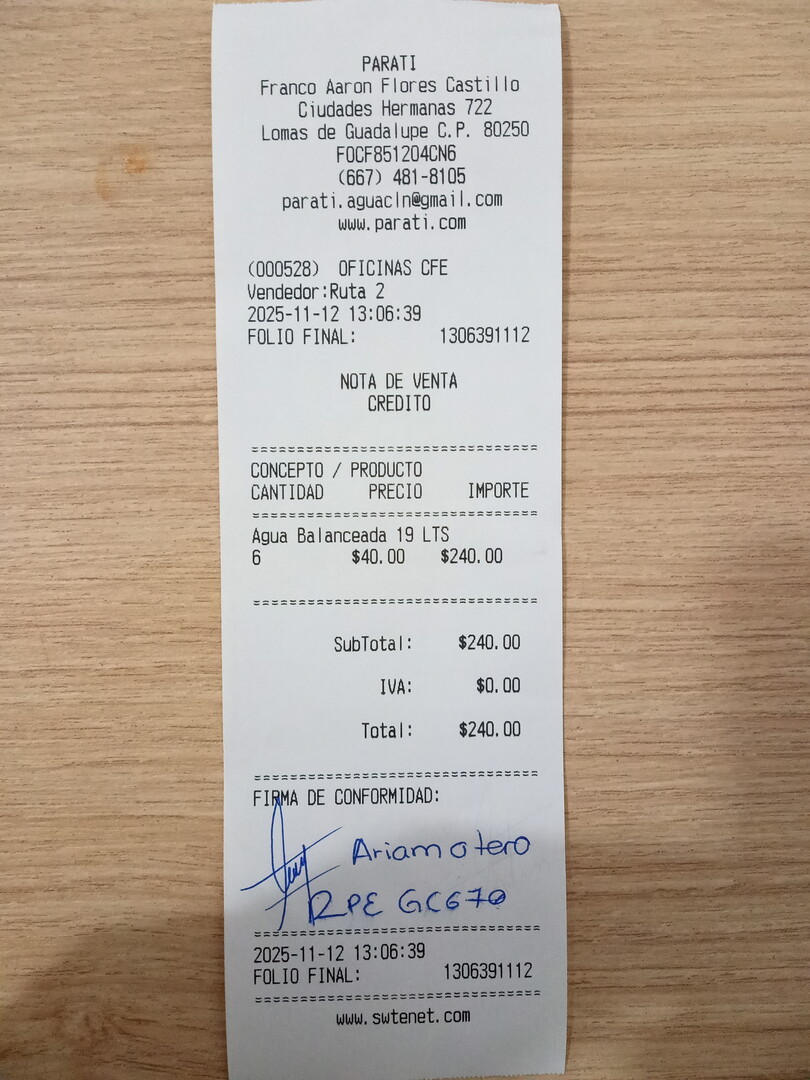 PARATI
Franco Aaron Flores Castillo
Ciudades Hermanas 722
Lomas de Guadalupe C.P. 80250
FOCF851204CN6
(667) 481-8105
parati.aguacln@gmail.com
www.parati.com
(000528) OFICINAS CFE
Vendedor:Ruta 2
2025-11-12 13:06:39
FOLIO FINAL: 1306391112
NOTA DE VENTA
CREDITO
CONCEPTO / PRODUCTO
CANTIDAD PRECIO IMPORTE
Agua Balanceada 19 LTS
6 $40.00 $240.00
SubTotal: $240.00
IVA: $0.00
Total: $240.00
FIRMA DE CONFORMIDAD:
Ariam otero
RPE GC670
2025-11-12 13:06:39
FOLIO FINAL: 1306391112
www.swtenet.com